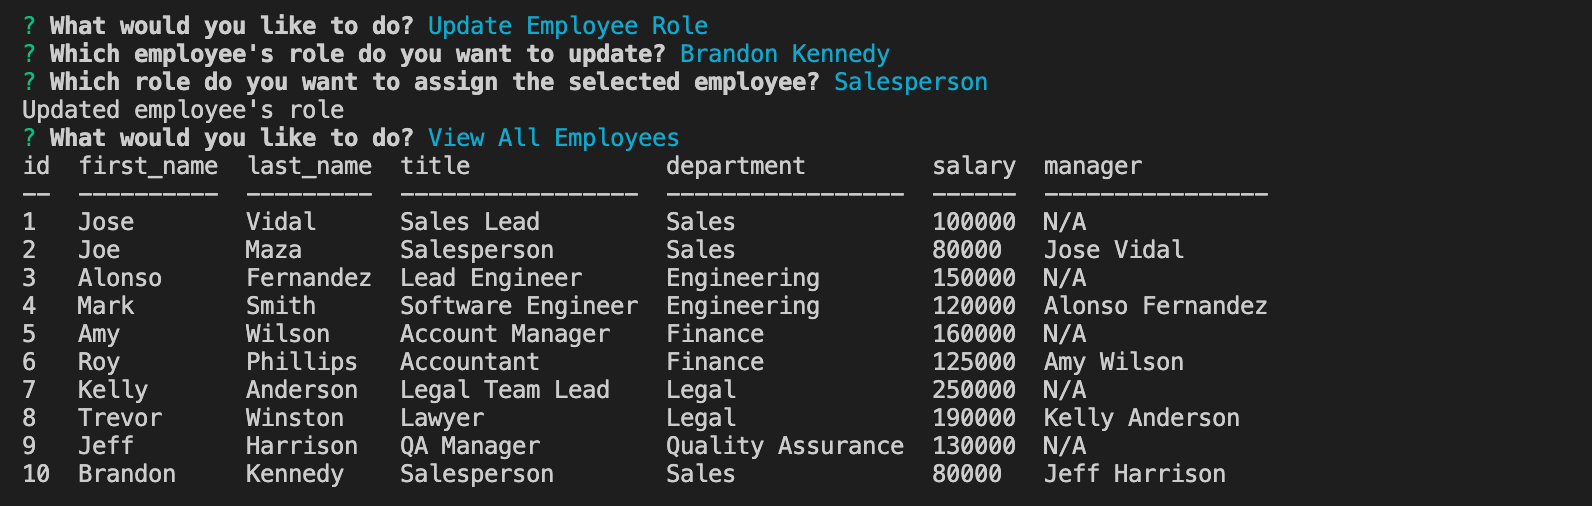 ? What would you like to do? Update Employee Role
? Which employee's role do you want to update? Brandon Kennedy
? Which role do you want to assign the selected employee? Salesperson
Updated employee's role
? What would you like to do? View All Employees
id  first_name  last_name  title              department         salary  manager
--  ----------  ---------  -----------------  -----------------  ------  ----------------
1   Jose        Vidal      Sales Lead         Sales              100000  N/A
2   Joe         Maza       Salesperson        Sales              80000   Jose Vidal
3   Alonso      Fernandez  Lead Engineer      Engineering        150000  N/A
4   Mark        Smith      Software Engineer  Engineering        120000  Alonso Fernandez
5   Amy         Wilson     Account Manager    Finance            160000  N/A
6   Roy         Phillips   Accountant         Finance            125000  Amy Wilson
7   Kelly       Anderson   Legal Team Lead    Legal              250000  N/A
8   Trevor      Winston    Lawyer             Legal              190000  Kelly Anderson
9   Jeff        Harrison   QA Manager         Quality Assurance  130000  N/A
10  Brandon     Kennedy    Salesperson        Sales              80000   Jeff Harrison